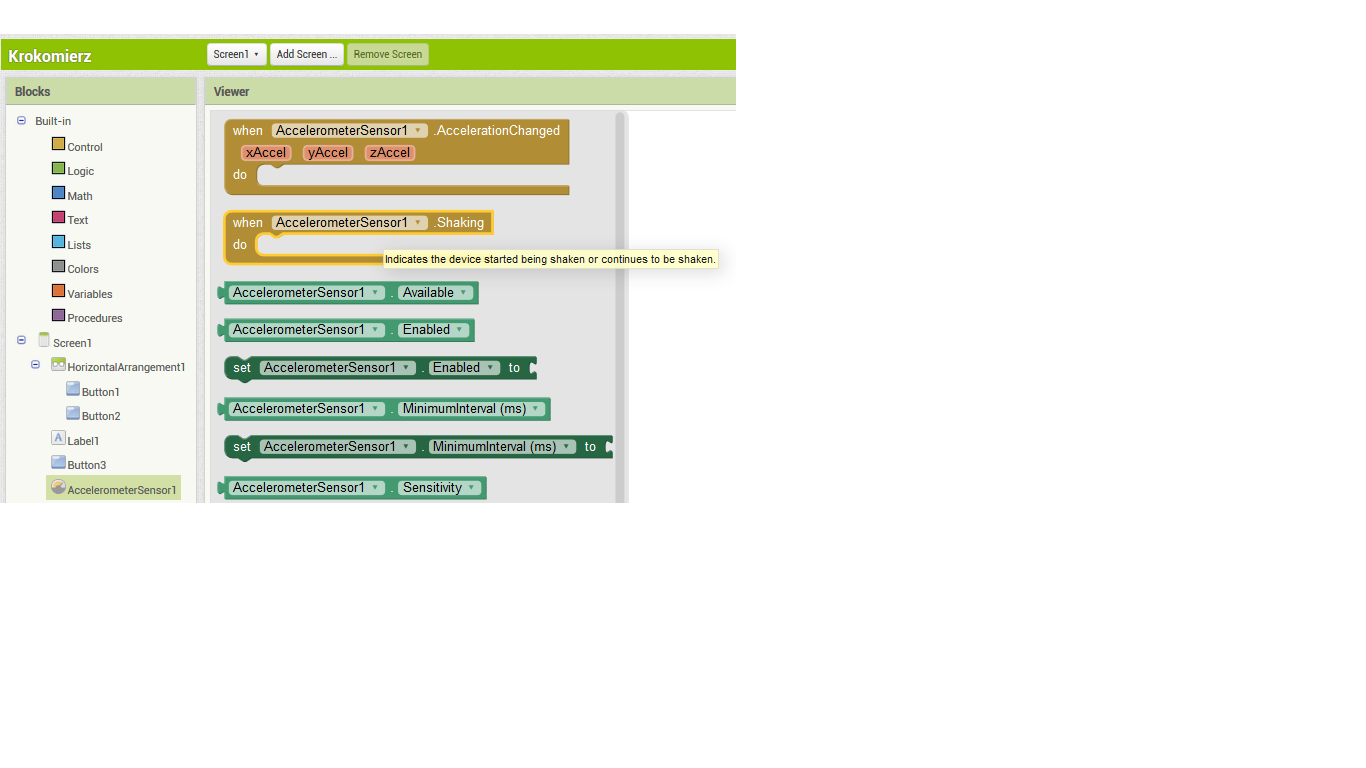 Krokomierz Screen1 Add Screen ... Remove Screen
Blocks
Built-in
Control
Logic
Math
Text
Lists
Colors
Variables
Procedures
Screen1
HorizontalArrangement1
Button1
Button2
Label1
Button3
AccelerometerSensor1
Viewer
when AccelerometerSensor1 .AccelerationChanged
xAccel yAccel zAccel
do
when AccelerometerSensor1 .Shaking
do
Indicates the device started being shaken or continues to be shaken.
AccelerometerSensor1 . Available
AccelerometerSensor1 . Enabled
set AccelerometerSensor1 . Enabled to
AccelerometerSensor1 . MinimumInterval (ms)
set AccelerometerSensor1 . MinimumInterval (ms) to
AccelerometerSensor1 . Sensitivity